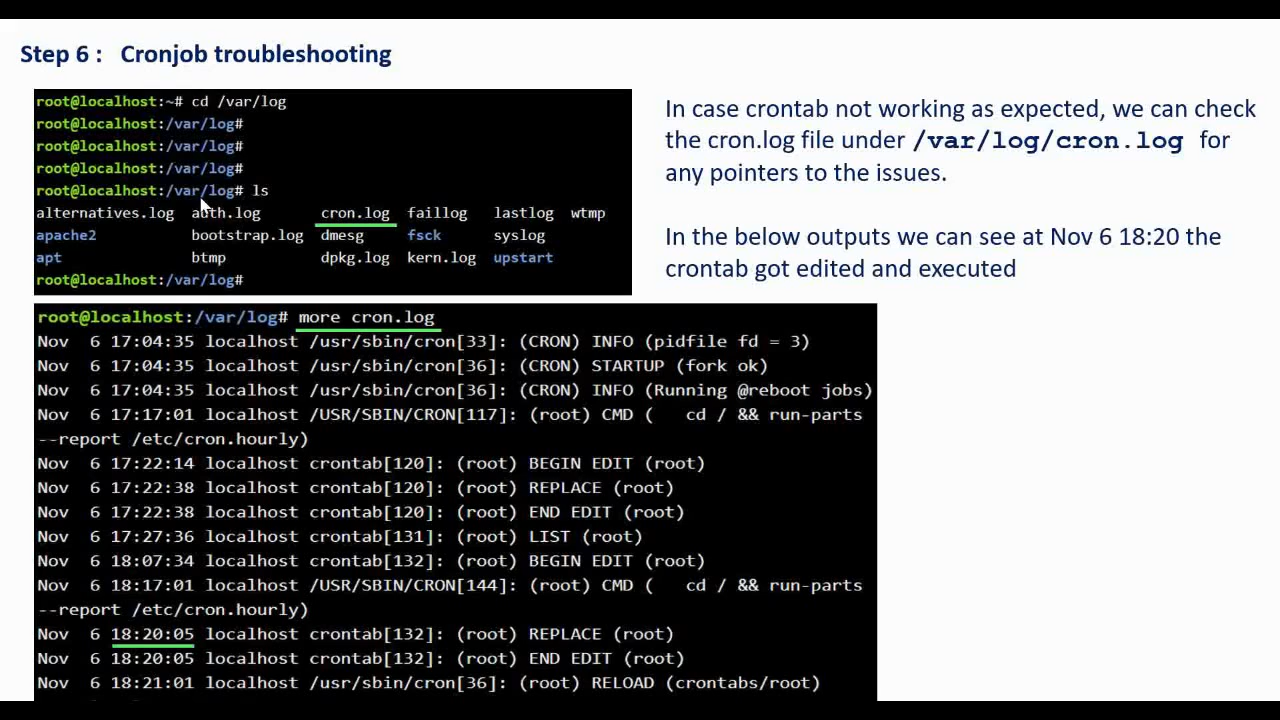 Step 6 :   Cronjob troubleshooting
root@localhost:~# cd /var/log
root@localhost:/var/log#
root@localhost:/var/log#
root@localhost:/var/log#
root@localhost:/var/log# ls
alternatives.log  auth.log       cron.log  faillog   lastlog  wtmp
apache2           bootstrap.log  dmesg     fsck      syslog
apt               btmp           dpkg.log  kern.log  upstart
root@localhost:/var/log#
In case crontab not working as expected, we can check
the cron.log file under /var/log/cron.log for
any pointers to the issues.
In the below outputs we can see at Nov 6 18:20 the
crontab got edited and executed
root@localhost:/var/log# more cron.log
Nov  6 17:04:35 localhost /usr/sbin/cron[33]: (CRON) INFO (pidfile fd = 3)
Nov  6 17:04:35 localhost /usr/sbin/cron[36]: (CRON) STARTUP (fork ok)
Nov  6 17:04:35 localhost /usr/sbin/cron[36]: (CRON) INFO (Running @reboot jobs)
Nov  6 17:17:01 localhost /USR/SBIN/CRON[117]: (root) CMD (   cd / && run-parts
--report /etc/cron.hourly)
Nov  6 17:22:14 localhost crontab[120]: (root) BEGIN EDIT (root)
Nov  6 17:22:38 localhost crontab[120]: (root) REPLACE (root)
Nov  6 17:22:38 localhost crontab[120]: (root) END EDIT (root)
Nov  6 17:27:36 localhost crontab[131]: (root) LIST (root)
Nov  6 18:07:34 localhost crontab[132]: (root) BEGIN EDIT (root)
Nov  6 18:17:01 localhost /USR/SBIN/CRON[144]: (root) CMD (   cd / && run-parts
--report /etc/cron.hourly)
Nov  6 18:20:05 localhost crontab[132]: (root) REPLACE (root)
Nov  6 18:20:05 localhost crontab[132]: (root) END EDIT (root)
Nov  6 18:21:01 localhost /usr/sbin/cron[36]: (root) RELOAD (crontabs/root)